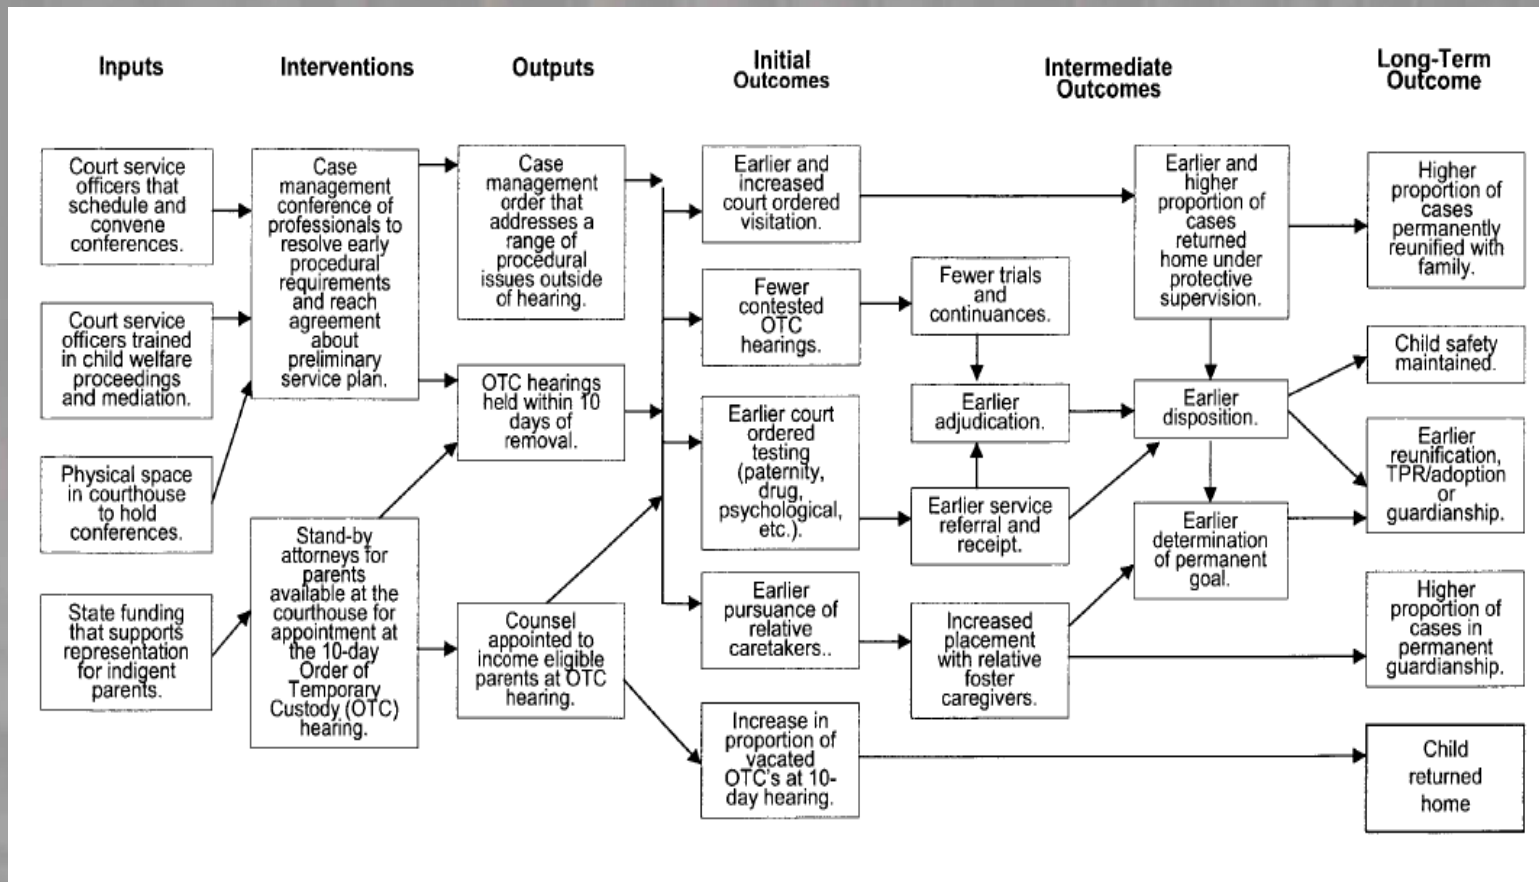 Inputs
Interventions
Outputs
Initial
Outcomes
Intermediate
Outcomes
Long-Term
Outcome
Court service
officers that
schedule and
convene
conferences.
Court service
officers trained
in child welfare
proceedings
and mediation.
Physical space
in courthouse
to hold
conferences.
State funding
that supports
representation
for indigent
parents.
Case
management
conference of
professionals to
resolve early
procedural
requirements
and reach
agreement
about
preliminary
service plan.
Stand-by
attorneys for
parents
available at the
courthouse for
appointment at
the 10-day
Order of
Temporary
Custody (OTC)
hearing.
Case
management
order that
addresses a
range of
procedural
issues outside
of hearing.
OTC hearings
held within 10
days of
removal.
Counsel
appointed to
income eligible
parents at OTC
hearing.
Earlier and
increased
court ordered
visitation.
Fewer
contested
OTC
hearings.
Earlier court
ordered
testing
(paternity,
drug,
psychological,
etc.).
Earlier
pursuance of
relative
caretakers..
Increase in
proportion of
vacated
OTC's at 10-
day hearing.
Fewer trials
and
continuances.
Earlier
adjudication.
Earlier service
referral and
receipt.
Increased
placement
with relative
foster
caregivers.
Earlier and
higher
proportion of
cases
returned
home under
protective
supervision.
Earlier
disposition.
Earlier
determination
of permanent
goal.
Higher
proportion of
cases
permanently
reunified with
family.
Child safety
maintained.
Earlier
reunification,
TPR/adoption
or
guardianship.
Higher
proportion of
cases in
permanent
guardianship.
Child
returned
home